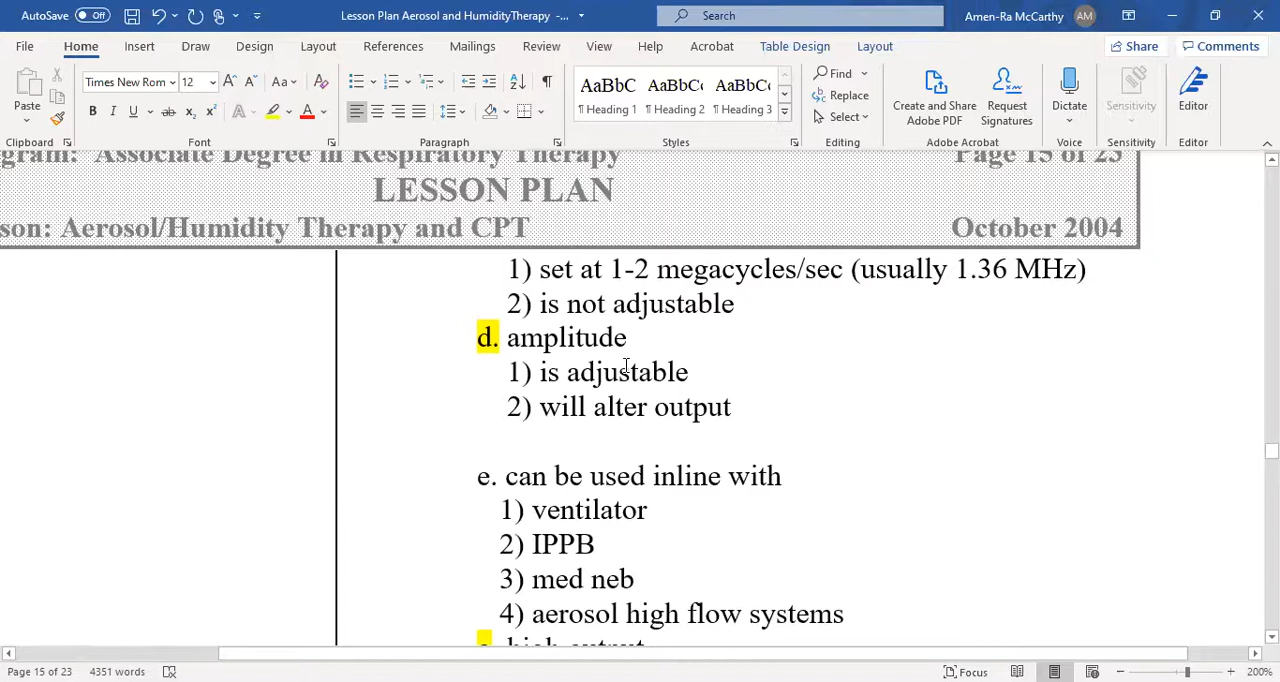 AutoSave Off
Lesson Plan Aerosol and HumidityTherapy -...
Search
Amen-Ra McCarthy AM
File Home Insert Draw Design Layout References Mailings Review View Help Acrobat Table Design Layout
Share Comments
Times New Rom 12
Paste
AaBbC AaBbCc AaBbCc
¶ Heading 1 ¶ Heading 2 ¶ Heading 3
Find
Replace
Select
Create and Share Adobe PDF
Request Signatures
Dictate
Sensitivity
Editor
Clipboard Font Paragraph Styles Editing Adobe Acrobat Voice Sensitivity Editor
gram: Associate Degree in Respiratory Therapy Page 15 of 23
LESSON PLAN
son: Aerosol/Humidity Therapy and CPT October 2004
1) set at 1-2 megacycles/sec (usually 1.36 MHz)
2) is not adjustable
d. amplitude
1) is adjustable
2) will alter output
e. can be used inline with
1) ventilator
2) IPPB
3) med neb
4) aerosol high flow systems
high output
Page 15 of 23 4351 words
Focus
200%